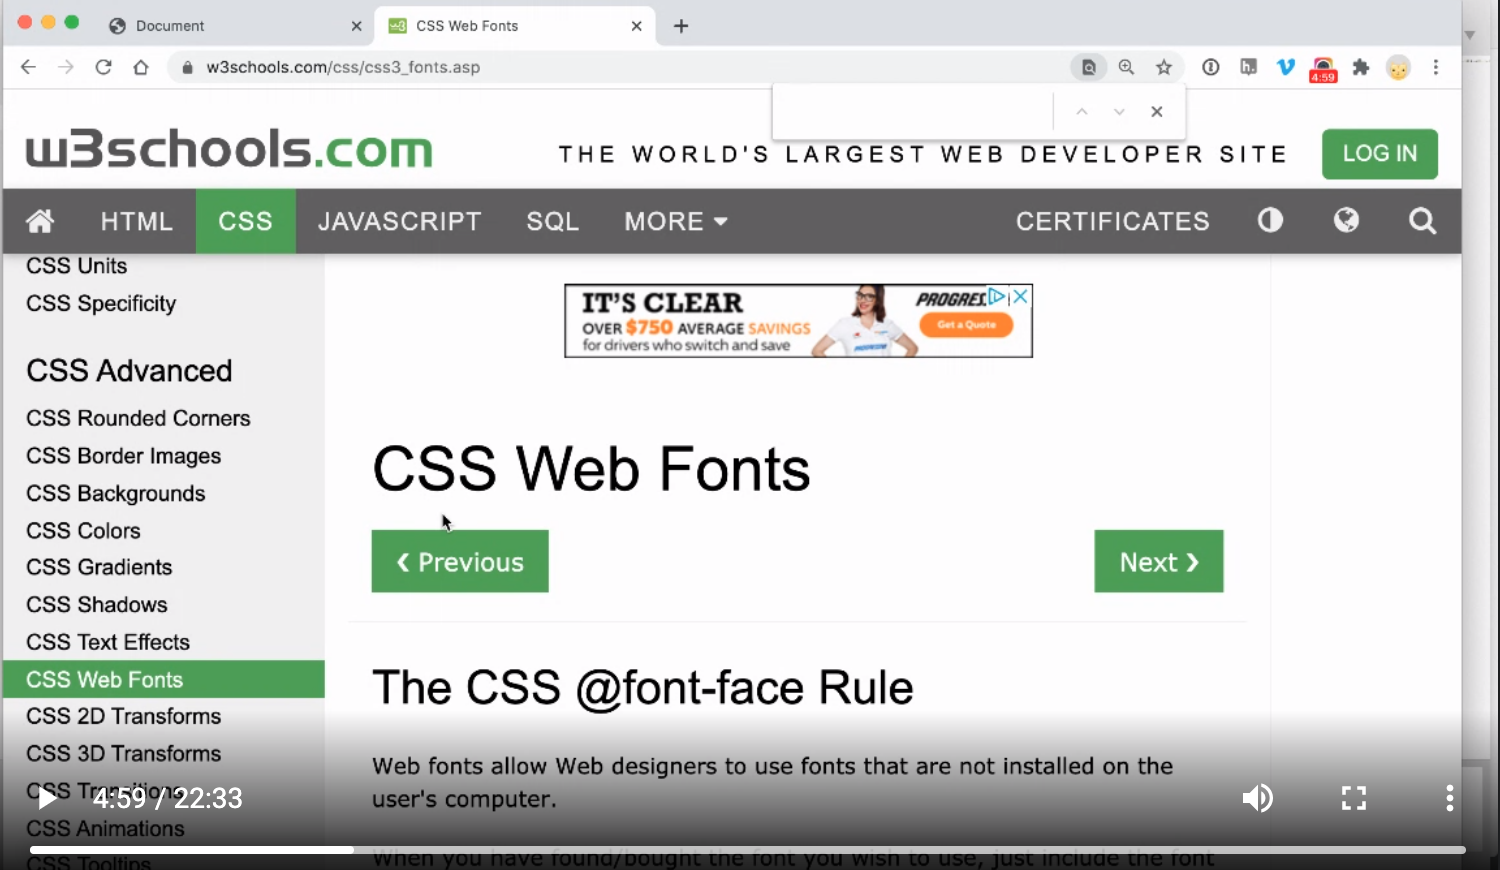 Document
CSS Web Fonts
w3schools.com/css/css3_fonts.asp
h.
4:59
w3schools.com
THE WORLD'S LARGEST WEB DEVELOPER SITE
LOG IN
HTML
CSS
JAVASCRIPT
SQL
MORE
CERTIFICATES
CSS Units
CSS Specificity
CSS Advanced
CSS Rounded Corners
CSS Border Images
CSS Backgrounds
CSS Colors
CSS Gradients
CSS Shadows
CSS Text Effects
CSS Web Fonts
CSS 2D Transforms
CSS 3D Transforms
CSS Transitions
CSS Animations
CSS Tooltips
IT'S CLEAR
OVER $750 AVERAGE SAVINGS
for drivers who switch and save
Get a Quote
CSS Web Fonts
❮ Previous
Next ❯
The CSS @font-face Rule
Web fonts allow Web designers to use fonts that are not installed on the
user's computer.
When you have found/bought the font you wish to use, just include the font
4:59 / 22:33